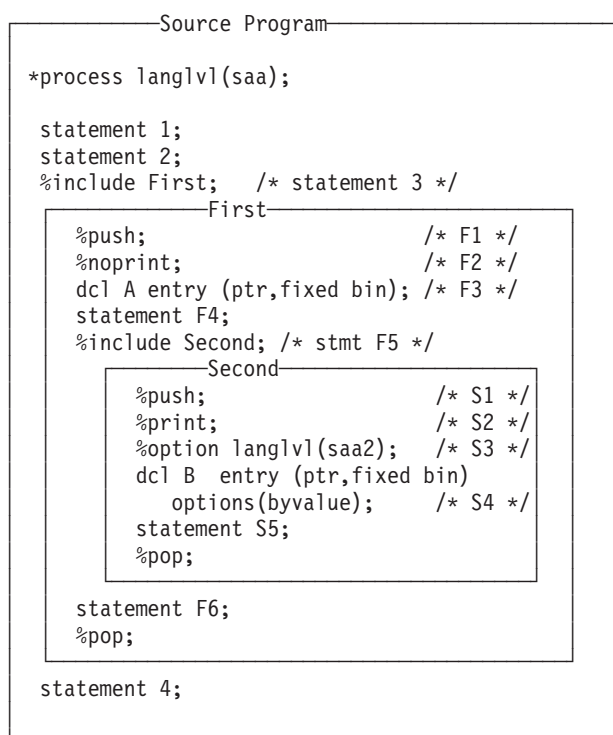 Source Program
*process langlvl(saa);
statement 1;
statement 2;
%include First;   /* statement 3 */
First
%push;                       /* F1 */
%noprint;                    /* F2 */
dcl A entry (ptr,fixed bin); /* F3 */
statement F4;
%include Second; /* stmt F5 */
Second
%push;                  /* S1 */
%print;                 /* S2 */
%option langlvl(saa2);  /* S3 */
dcl B  entry (ptr,fixed bin)
options(byvalue);    /* S4 */
statement S5;
%pop;
statement F6;
%pop;
statement 4;